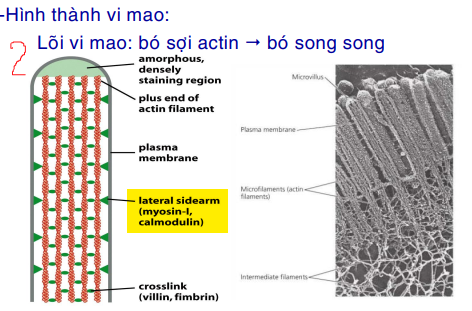 -Hình thành vi mao:
2 Lõi vi mao: bó sợi actin → bó song song
amorphous,
densely
staining region
plus end of
actin filament
plasma
membrane
lateral sidearm
(myosin-I,
calmodulin)
crosslink
(villin, fimbrin)
Microvillus
Plasma membrane
Microfilaments (actin
filaments)
Intermediate filaments